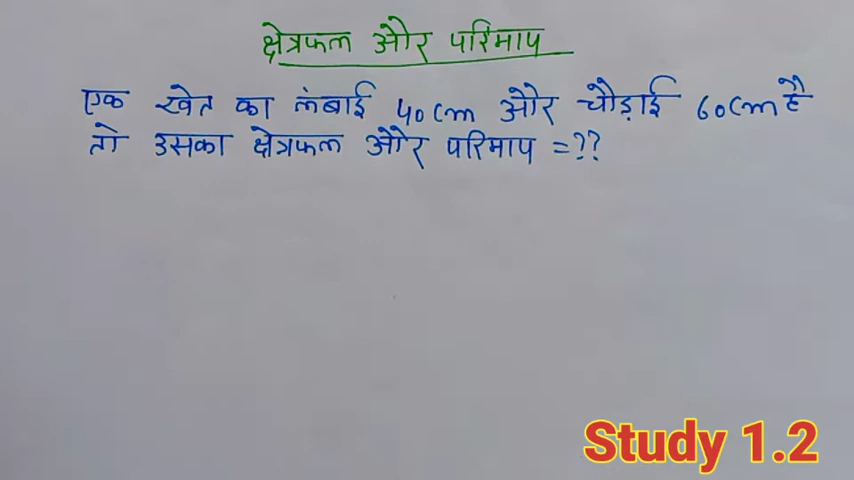 क्षेत्रफल और परिमाप
एक खेत का लंबाई 40cm और चौड़ाई 60cm है
तो उसका क्षेत्रफल और परिमाप =??
Study 1.2